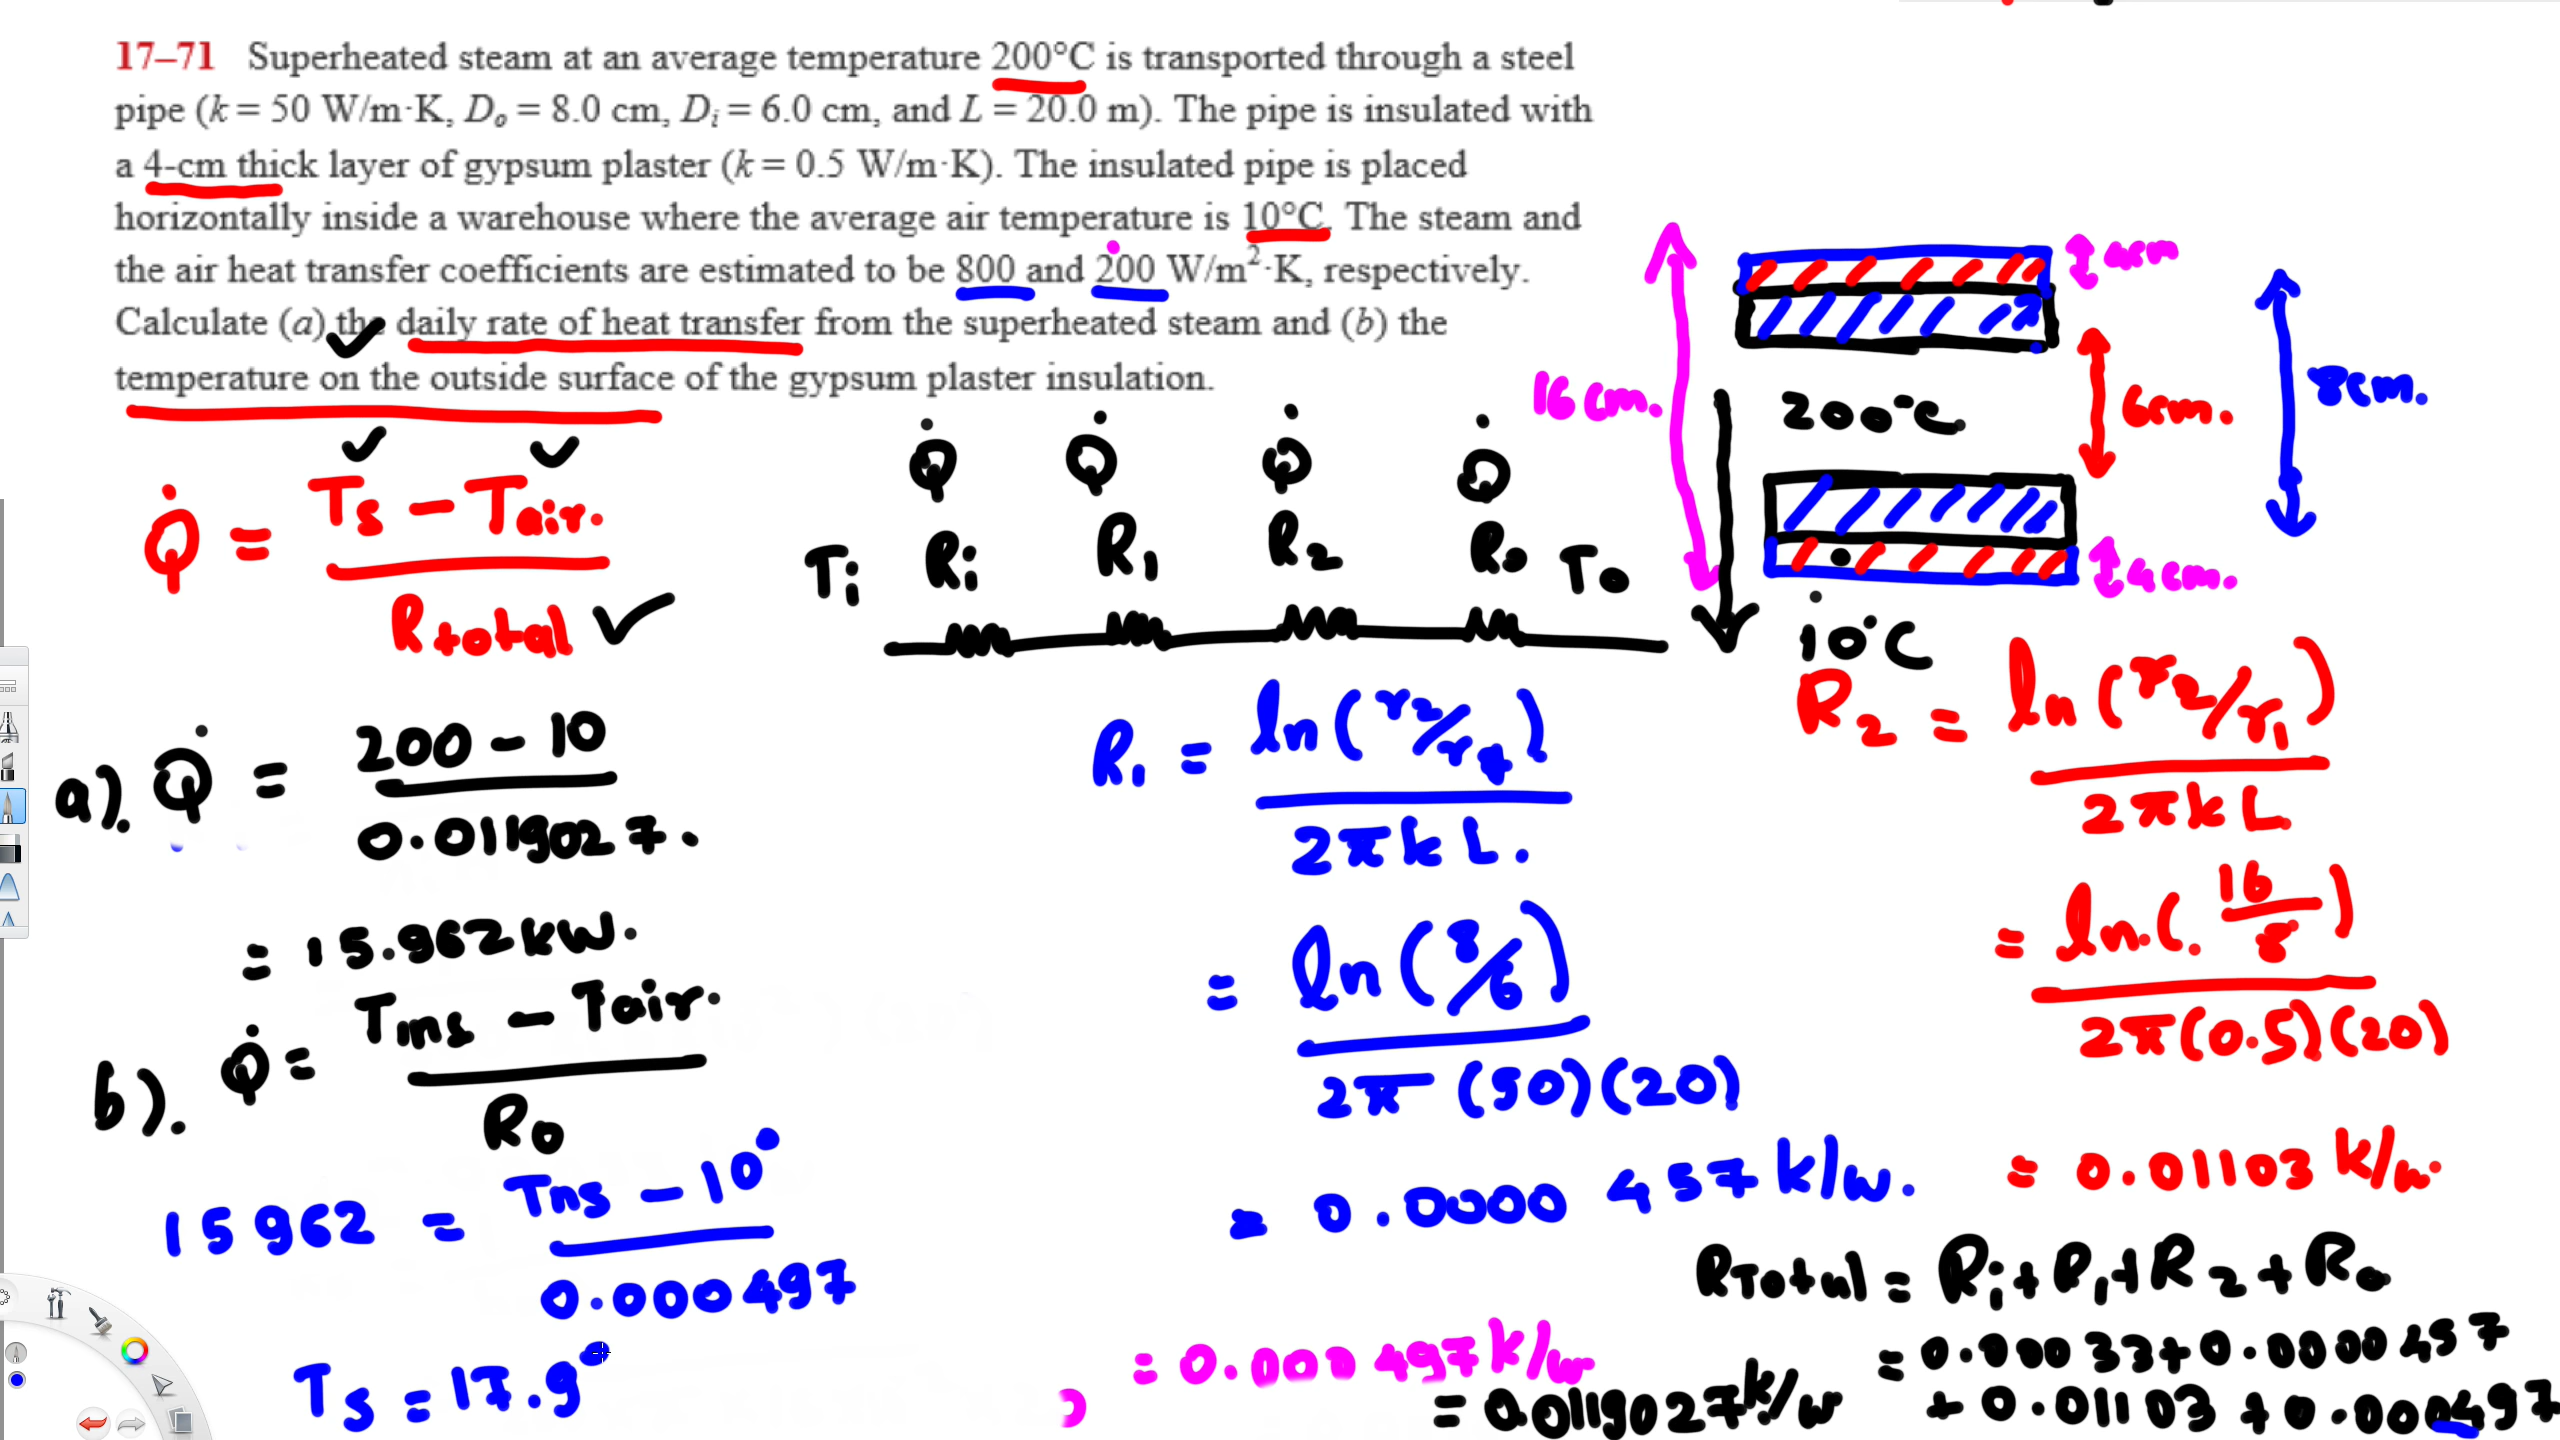 17–71 Superheated steam at an average temperature 200°C is transported through a steel
pipe (k = 50 W/m·K, Dₒ = 8.0 cm, Dᵢ = 6.0 cm, and L = 20.0 m). The pipe is insulated with
a 4-cm thick layer of gypsum plaster (k = 0.5 W/m·K). The insulated pipe is placed
horizontally inside a warehouse where the average air temperature is 10°C. The steam and
the air heat transfer coefficients are estimated to be 800 and 200 W/m²·K, respectively.
Calculate (a) the daily rate of heat transfer from the superheated steam and (b) the
temperature on the outside surface of the gypsum plaster insulation.
Q̇ = Ts − Tair.
Rtotal
Q̇ Q̇ Q̇ Q̇
Ti Ri R1 R2 Ro To
16cm.
4cm
200°C
6cm.
8cm.
4cm.
10°C
a). Q̇ = 200 − 10
0.0119027.
= 15.962kW.
b). Q̇ = Tins − Tair.
Ro
15962 = Tns − 10°
0.000497
Ts = 17.9°
R1 = ln(r2/r1)
2πkL.
= ln(8/6)
2π(50)(20)
= 0.0000457k/w.
= 0.000497k/w
R2 = ln(r2/r1)
2πkL
= ln.(.16/8)
2π(0.5)(20)
= 0.01103 k/w.
RTotal = Ri+R1+R2+Ro
= 0.00033+0.0000457
+ 0.01103 + 0.000497
= 0.0119027k/w